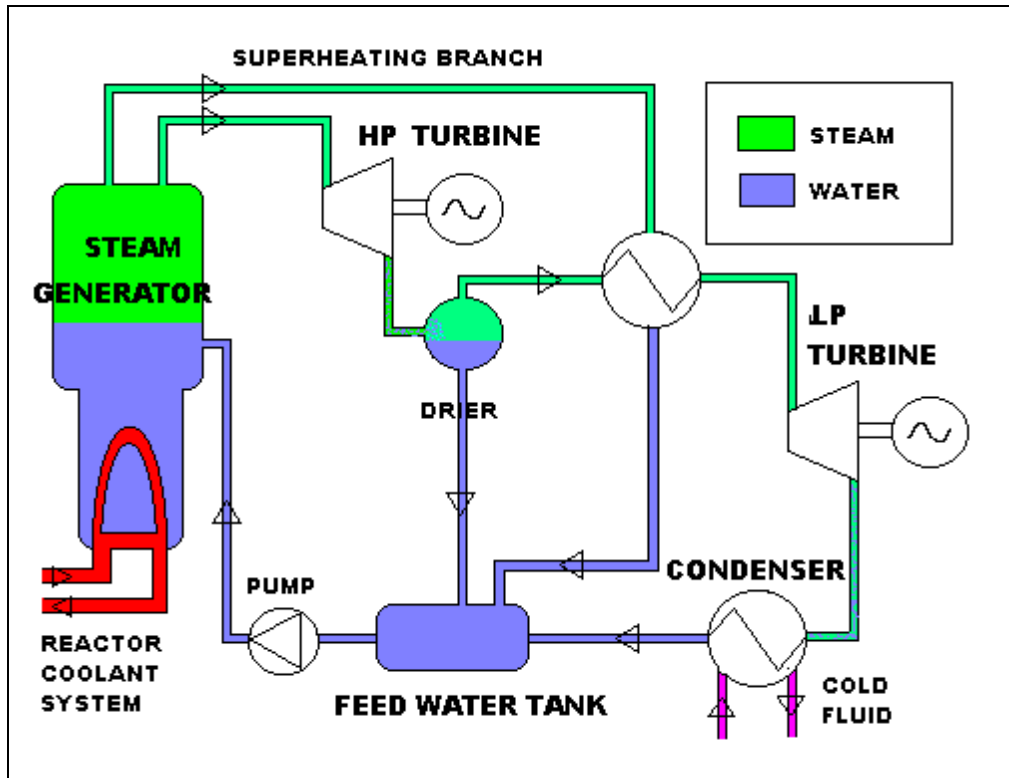 SUPERHEATING BRANCH
HP TURBINE
STEAM
WATER
STEAM
GENERATOR
LP
TURBINE
DRIER
CONDENSER
PUMP
REACTOR
COOLANT
SYSTEM
FEED WATER TANK
COLD
FLUID